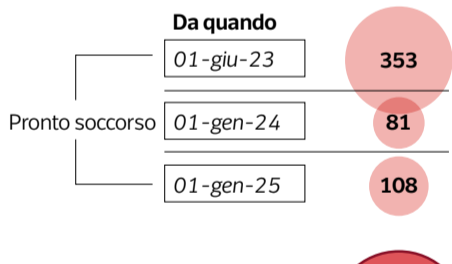 Da quando
01-giu-23 353
Pronto soccorso 01-gen-24 81
01-gen-25 108